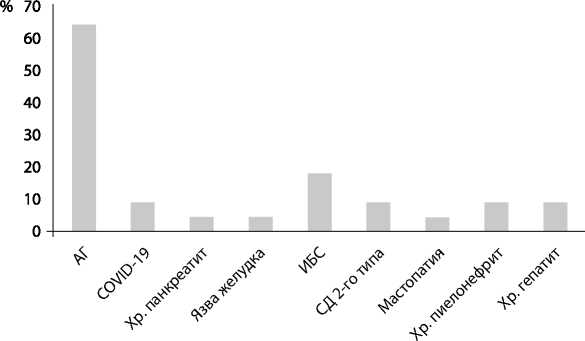 % 70
60
50
40
30
20
10
0
АГ
COVID-19
Хр. панкреатит
Язва желудка
ИБС
СД 2-го типа
Мастопатия
Хр. пиелонефрит
Хр. гепатит